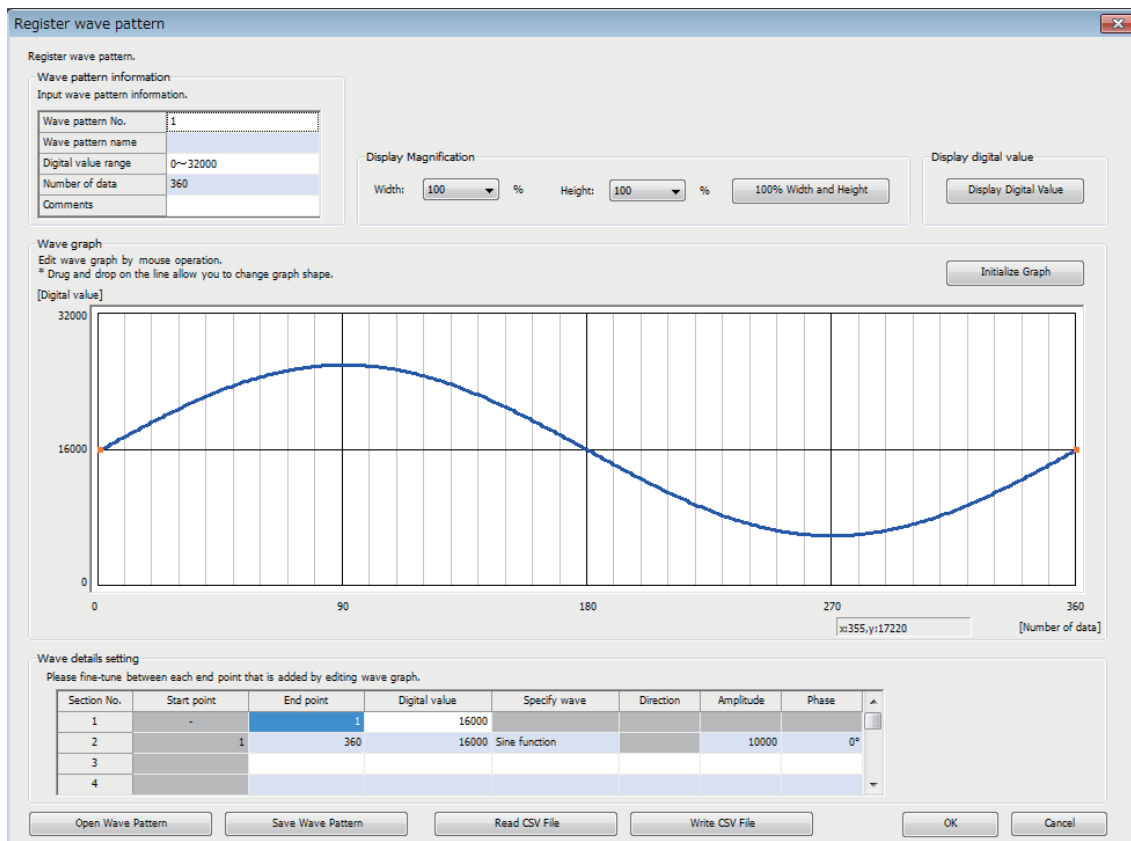 Register wave pattern
Register wave pattern.
Wave pattern information
Input wave pattern information.
Wave pattern No. 1
Wave pattern name
Digital value range 0～32000
Number of data 360
Comments
Display Magnification
Width: 100 % Height: 100 % 100% Width and Height
Display digital value
Display Digital Value
Wave graph
Edit wave graph by mouse operation.
* Drug and drop on the line allow you to change graph shape.
Initialize Graph
[Digital value]
32000
16000
0
0 90 180 270 360
x:355,y:17220 [Number of data]
Wave details setting
Please fine-tune between each end point that is added by editing wave graph.
Section No. Start point End point Digital value Specify wave Direction Amplitude Phase
1 - 1 16000
2 1 360 16000 Sine function 10000 0°
3
4
Open Wave Pattern Save Wave Pattern Read CSV File Write CSV File OK Cancel